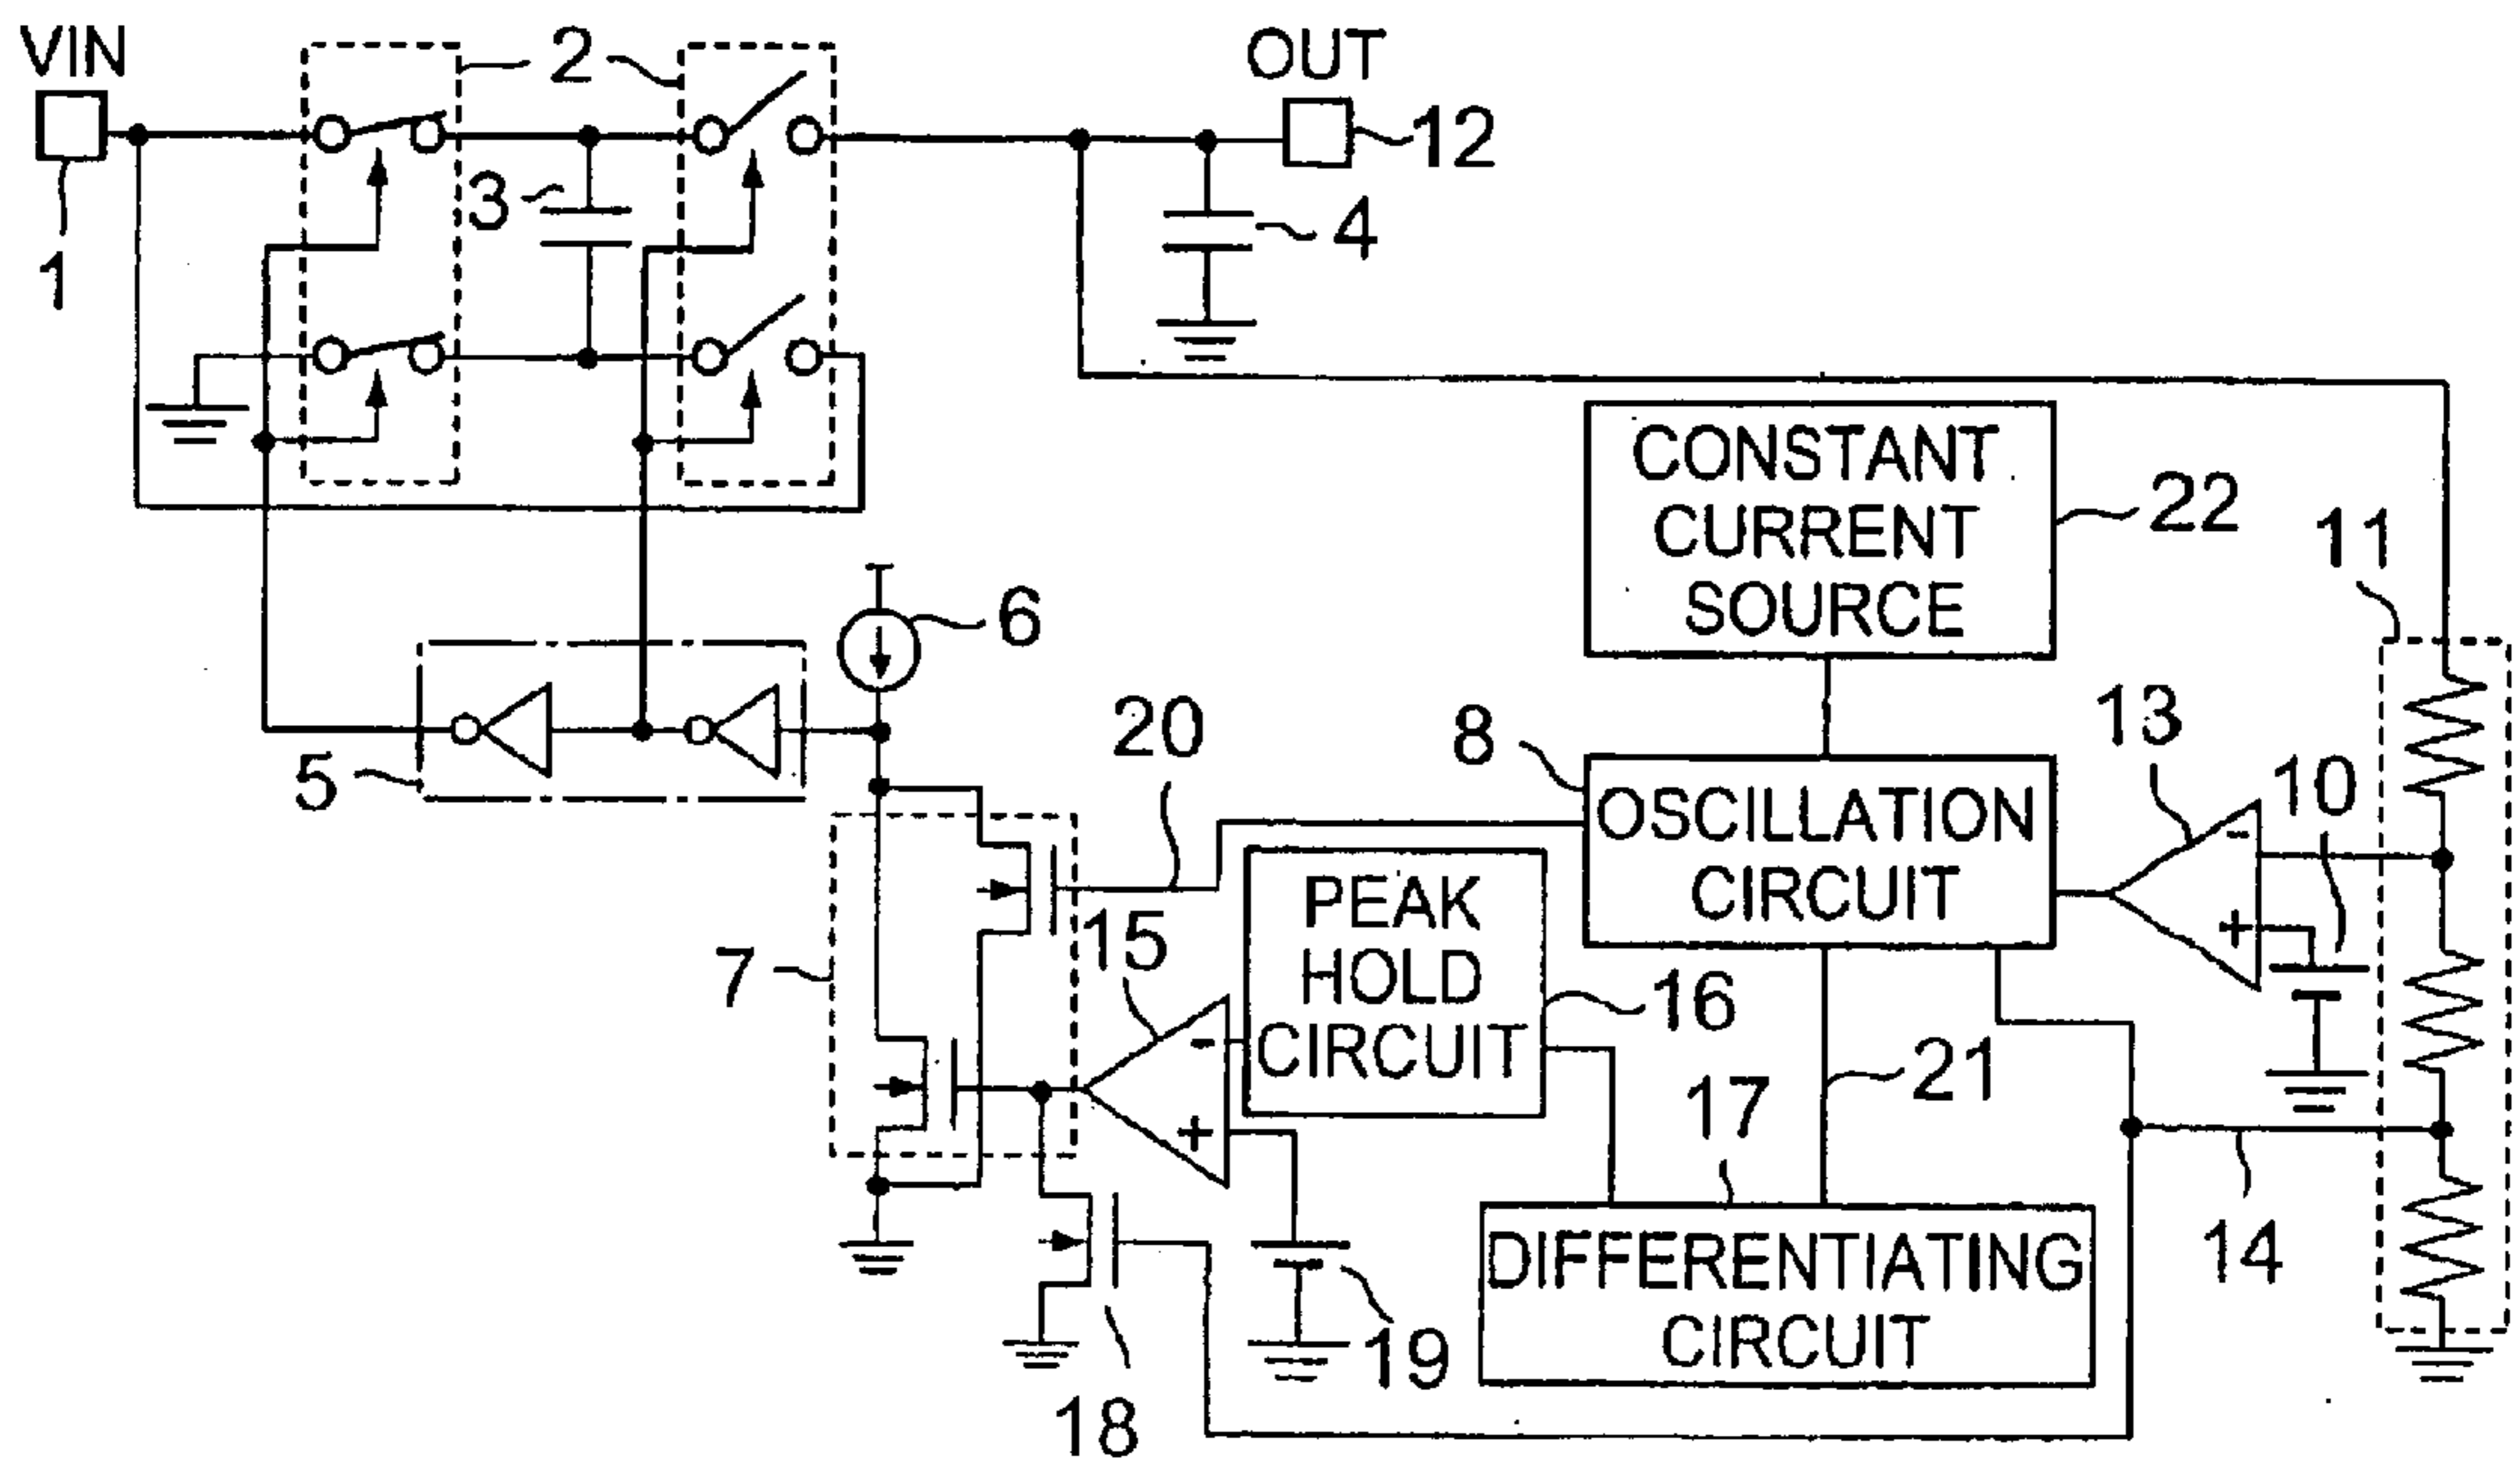 VIN
2
OUT
1
3
12
4
CONSTANT
CURRENT
SOURCE
22
11
6
5
20
8
OSCILLATION
CIRCUIT
13
-
+
10
7
15
-
+
PEAK
HOLD
CIRCUIT
16
21
17
14
DIFFERENTIATING
CIRCUIT
19
18